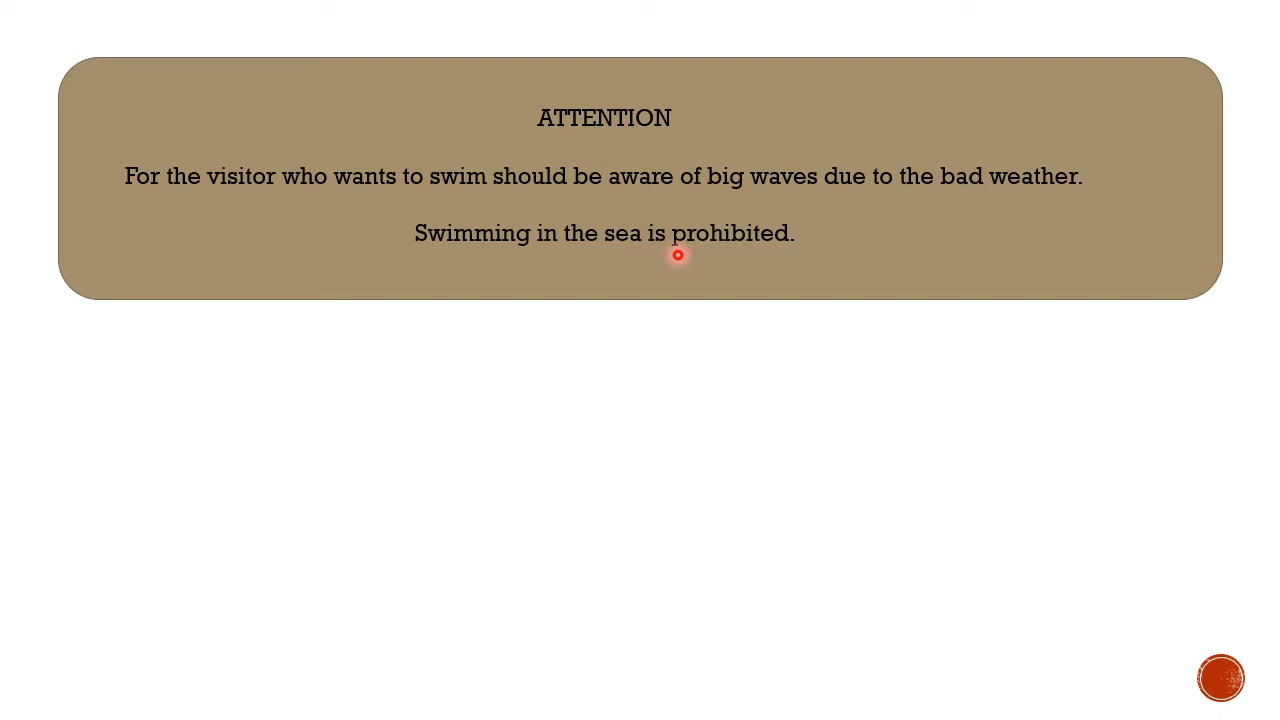 ATTENTION
For the visitor who wants to swim should be aware of big waves due to the bad weather.
Swimming in the sea is prohibited.